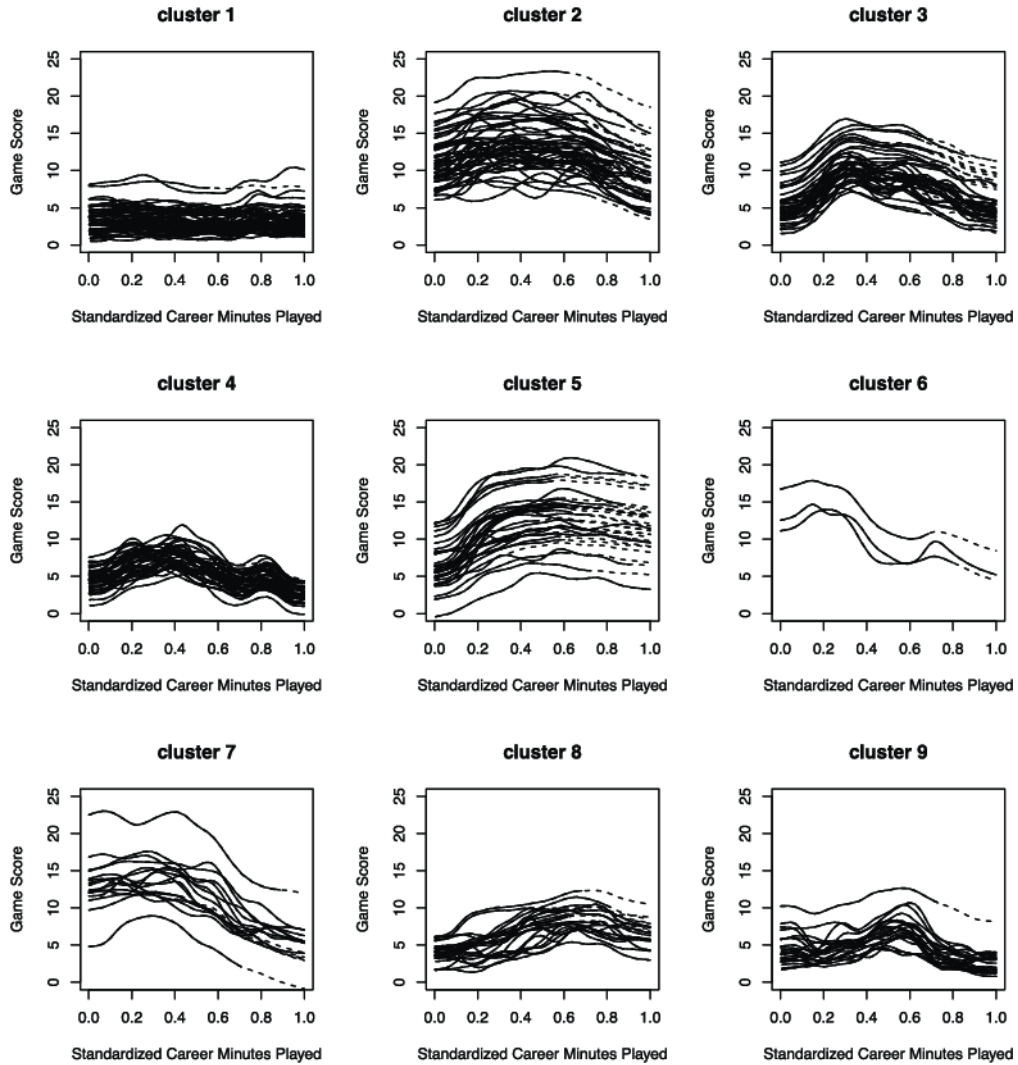 cluster 1
Game Score
0 5 10 15 20 25
0.0 0.2 0.4 0.6 0.8 1.0
Standardized Career Minutes Played
cluster 2
Game Score
0 5 10 15 20 25
0.0 0.2 0.4 0.6 0.8 1.0
Standardized Career Minutes Played
cluster 3
Game Score
0 5 10 15 20 25
0.0 0.2 0.4 0.6 0.8 1.0
Standardized Career Minutes Played
cluster 4
Game Score
0 5 10 15 20 25
0.0 0.2 0.4 0.6 0.8 1.0
Standardized Career Minutes Played
cluster 5
Game Score
0 5 10 15 20 25
0.0 0.2 0.4 0.6 0.8 1.0
Standardized Career Minutes Played
cluster 6
Game Score
0 5 10 15 20 25
0.0 0.2 0.4 0.6 0.8 1.0
Standardized Career Minutes Played
cluster 7
Game Score
0 5 10 15 20 25
0.0 0.2 0.4 0.6 0.8 1.0
Standardized Career Minutes Played
cluster 8
Game Score
0 5 10 15 20 25
0.0 0.2 0.4 0.6 0.8 1.0
Standardized Career Minutes Played
cluster 9
Game Score
0 5 10 15 20 25
0.0 0.2 0.4 0.6 0.8 1.0
Standardized Career Minutes Played